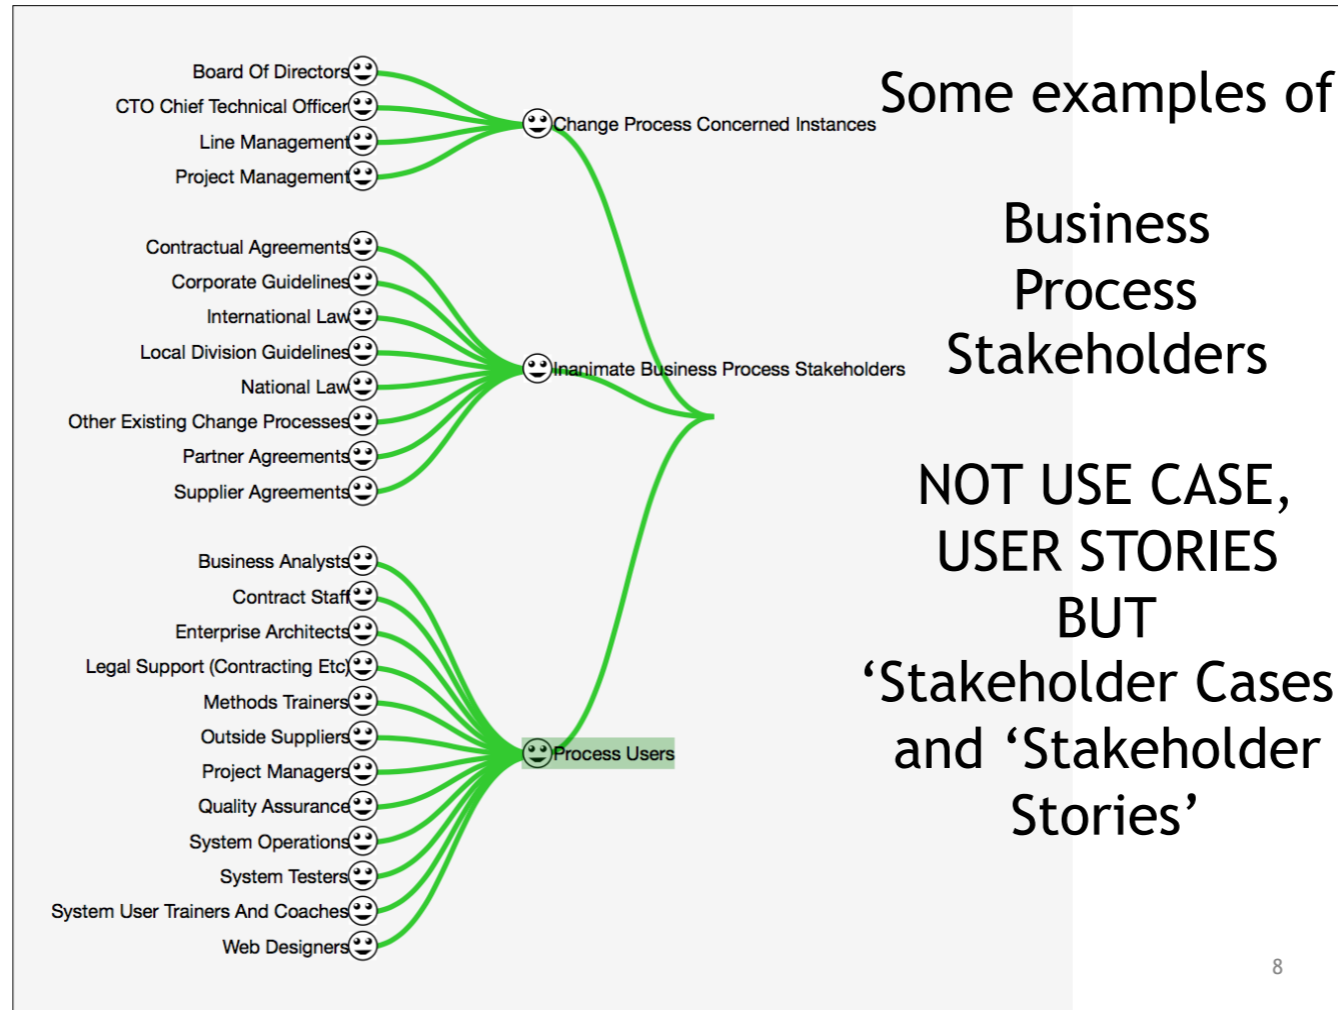 Board Of Directors
CTO Chief Technical Officer
Line Management
Project Management
Change Process Concerned Instances
Contractual Agreements
Corporate Guidelines
International Law
Local Division Guidelines
National Law
Other Existing Change Processes
Partner Agreements
Supplier Agreements
Inanimate Business Process Stakeholders
Business Analysts
Contract Staff
Enterprise Architects
Legal Support (Contracting Etc)
Methods Trainers
Outside Suppliers
Project Managers
Quality Assurance
System Operations
System Testers
System User Trainers And Coaches
Web Designers
Process Users
Some examples of
Business
Process
Stakeholders
NOT USE CASE,
USER STORIES
BUT
‘Stakeholder Cases
and ‘Stakeholder
Stories’
8